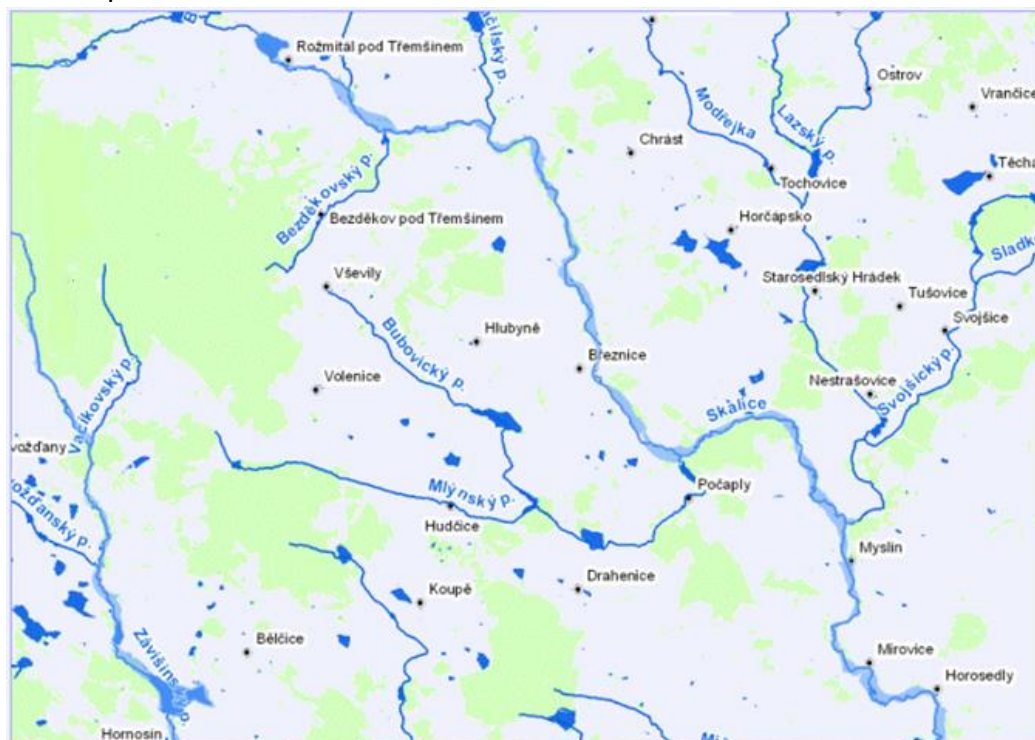 Rožmitál pod Třemšínem
Ostrov
Vrančice
Modřejka
Lazský p.
Chrást
Těcha
Tochovice
Bezděkovský p.
Bezděkov pod Třemšínem
Horčápsko
Sladk
Vševily
Starosedlský Hrádek
Tušovice
Svojšice
Bubovický p.
Hlubyně
Březnice
Volenice
Vačíkovský p.
Nestrašovice
Svojšický p.
Skalice
vožďany
Mlýnský p.
Počaply
Hudčice
vožďanský p.
Myslín
Drahenice
Koupě
Bělčice
Mirovice
Horosedly
Hornosín